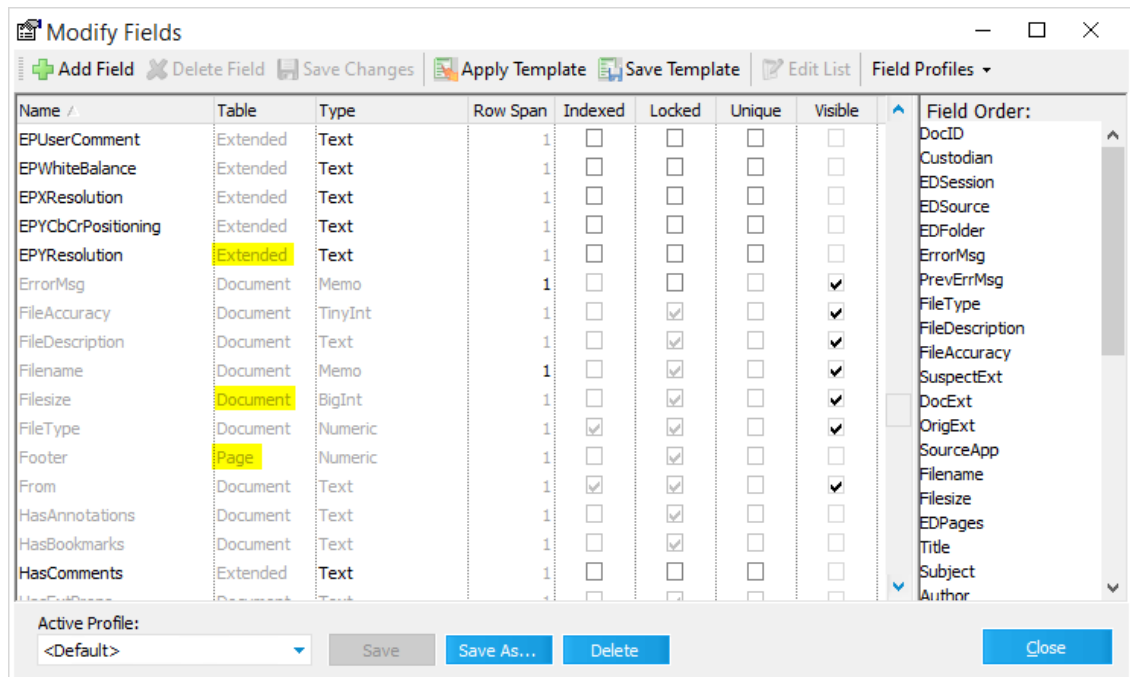 Modify Fields
Add Field Delete Field Save Changes Apply Template Save Template Edit List Field Profiles
Name Table Type Row Span Indexed Locked Unique Visible Field Order:
EPUserComment Extended Text 1
EPWhiteBalance Extended Text 1
EPXResolution Extended Text 1
EPYCbCrPositioning Extended Text 1
EPYResolution Extended Text 1
ErrorMsg Document Memo 1
FileAccuracy Document TinyInt 1
FileDescription Document Text 1
Filename Document Memo 1
Filesize Document BigInt 1
FileType Document Numeric 1
Footer Page Numeric 1
From Document Text 1
HasAnnotations Document Text 1
HasBookmarks Document Text 1
HasComments Extended Text 1
DocID
Custodian
EDSession
EDSource
EDFolder
ErrorMsg
PrevErrMsg
FileType
FileDescription
FileAccuracy
SuspectExt
DocExt
OrigExt
SourceApp
Filename
Filesize
EDPages
Title
Subject
Author
Active Profile:
<Default> Save Save As... Delete Close